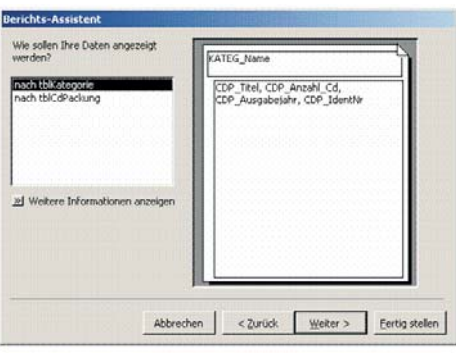 Berichts-Assistent
Wie sollen Ihre Daten angezeigt
werden?
nach tblKategorie
nach tblCdPackung
Weitere Informationen anzeigen
KATEG_Name
CDP_Titel, CDP_Anzahl_Cd,
CDP_Ausgabejahr, CDP_IdentNr
Abbrechen
< Zurück
Weiter >
Fertig stellen